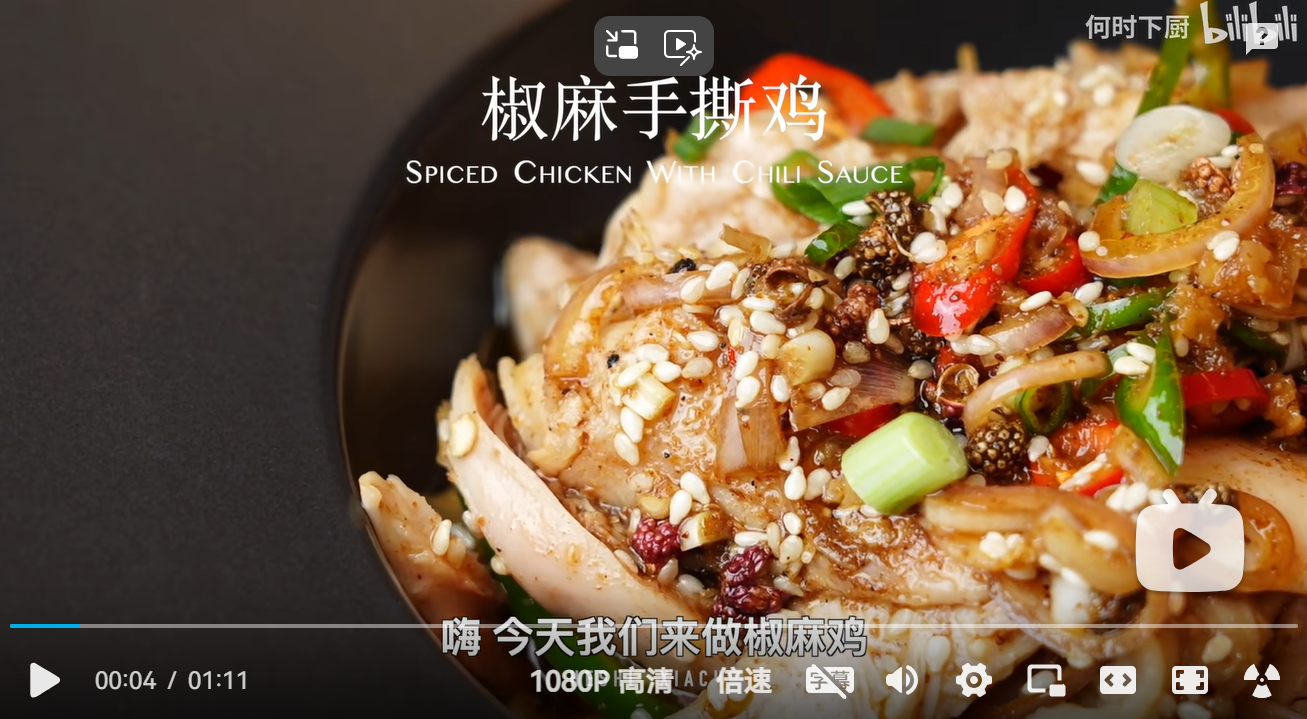 何时下厨 bilibili
椒麻手撕鸡
SPICED CHICKEN WITH CHILI SAUCE
嗨 今天我们来做椒麻鸡
00:04 / 01:11 1080P 高清 倍速 字幕